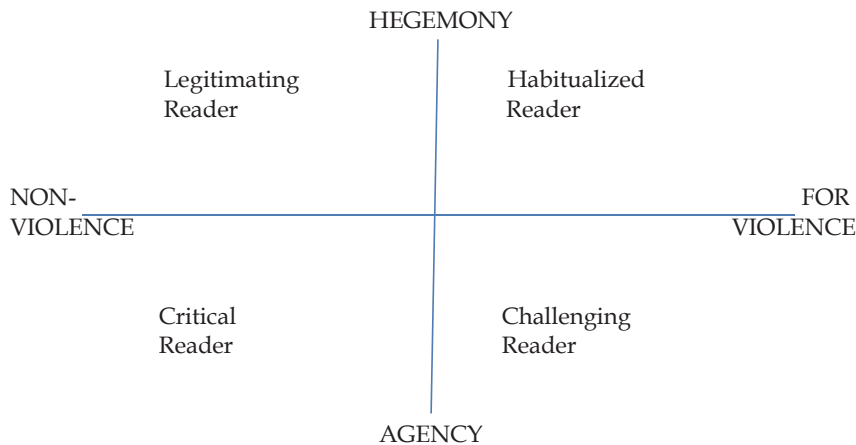 HEGEMONY
Legitimating
Reader
Habitualized
Reader
NON-
VIOLENCE
FOR
VIOLENCE
Critical
Reader
Challenging
Reader
AGENCY